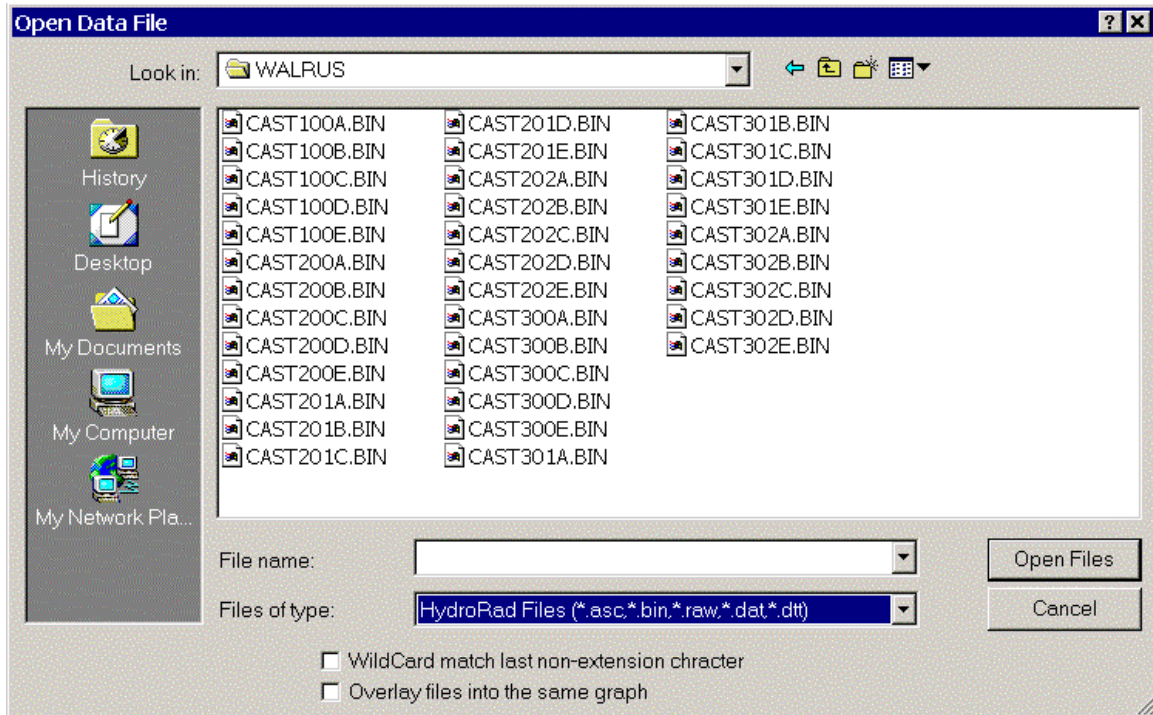 Open Data File
Look in: WALRUS
History
Desktop
My Documents
My Computer
My Network Pla...
CAST100A.BIN CAST201D.BIN CAST301B.BIN
CAST100B.BIN CAST201E.BIN CAST301C.BIN
CAST100C.BIN CAST202A.BIN CAST301D.BIN
CAST100D.BIN CAST202B.BIN CAST301E.BIN
CAST100E.BIN CAST202C.BIN CAST302A.BIN
CAST200A.BIN CAST202D.BIN CAST302B.BIN
CAST200B.BIN CAST202E.BIN CAST302C.BIN
CAST200C.BIN CAST300A.BIN CAST302D.BIN
CAST200D.BIN CAST300B.BIN CAST302E.BIN
CAST200E.BIN CAST300C.BIN
CAST201A.BIN CAST300D.BIN
CAST201B.BIN CAST300E.BIN
CAST201C.BIN CAST301A.BIN
File name: Open Files
Files of type: HydroRad Files (*.asc,*.bin,*.raw,*.dat,*.dtt) Cancel
WildCard match last non-extension chracter
Overlay files into the same graph